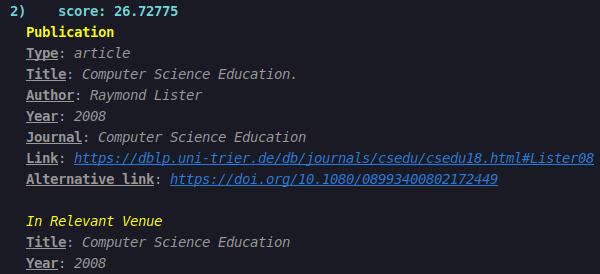 2) score: 26.72775
Publication
Type: article
Title: Computer Science Education.
Author: Raymond Lister
Year: 2008
Journal: Computer Science Education
Link: https://dblp.uni-trier.de/db/journals/csedu/csedu18.html#Lister08
Alternative link: https://doi.org/10.1080/08993400802172449
In Relevant Venue
Title: Computer Science Education
Year: 2008